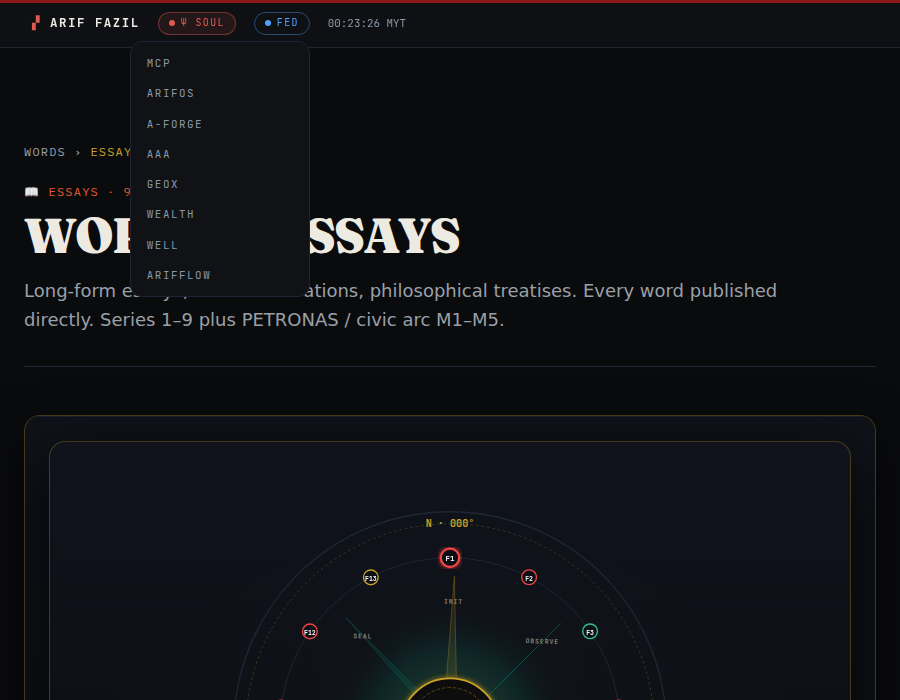 ARIF FAZIL Ψ SOUL FED 00:23:26 MYT
MCP
ARIFOS
A-FORGE
AAA
GEOX
WEALTH
WELL
ARIFFLOW
WORDS › ESSAY
ESSAYS · 9
Long-form ations, philosophical treatises. Every word published
directly. Series 1–9 plus PETRONAS / civic arc M1–M5.
N · 000°
F1
F13
F2
INIT
F12
F3
SEAL
OBSERVE